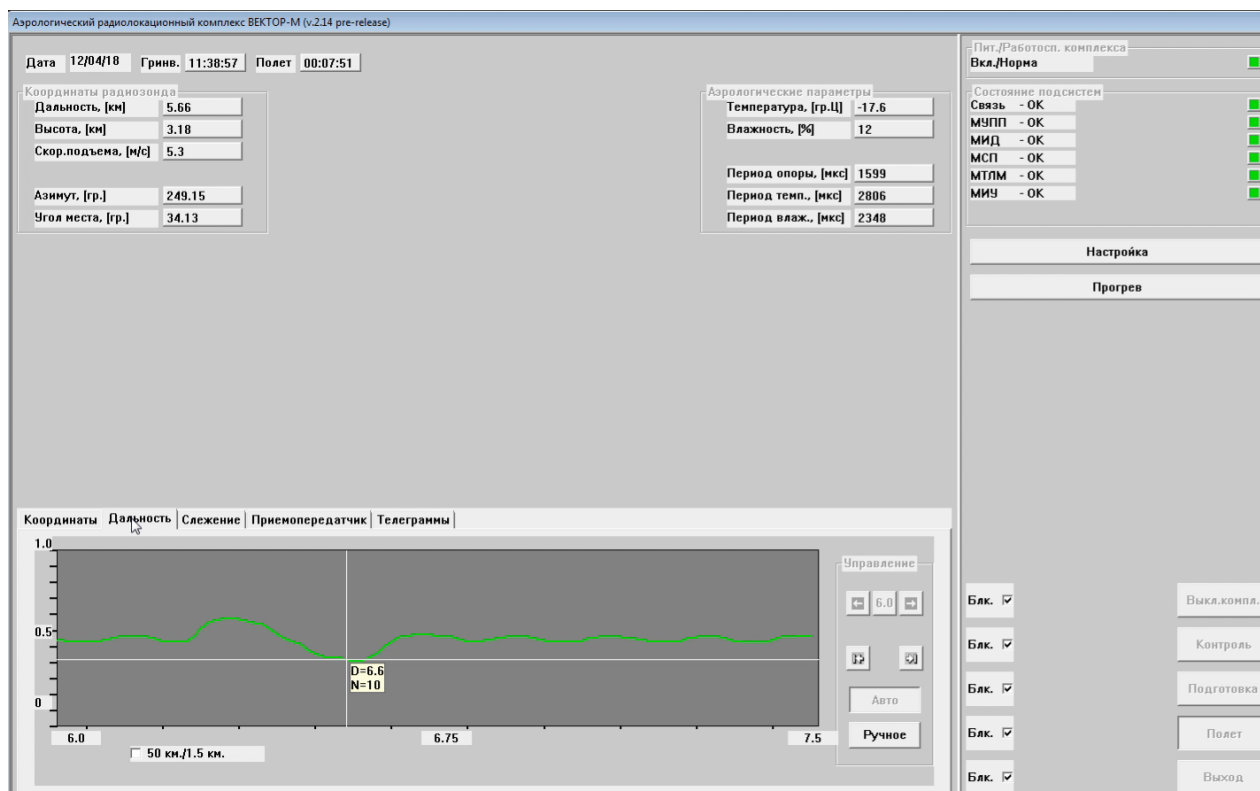 Аэрологический радиолокационный комплекс ВЕКТОР-М (v.2.14 pre-release)
Дата 12/04/18 Гринв. 11:38:57 Полет 00:07:51
Координаты радиозонда
Дальность, [км] 5.66
Высота, [км] 3.18
Скор.подъема, [м/с] 5.3
Азимут, [гр.] 249.15
Угол места, [гр.] 34.13
Аэрологические параметры
Температура, [гр.Ц] -17.6
Влажность, [%] 12
Период опоры, [мкс] 1599
Период темп., [мкс] 2806
Период влаж., [мкс] 2348
Пит./Работосп. комплекса
Вкл./Норма
Состояние подсистем
Связь - ОК
МУПП - ОК
МИД - ОК
МСП - ОК
МТЛМ - ОК
МИУ - ОК
Настройка
Прогрев
Координаты Дальность Слежение Приемопередатчик Телеграммы
1.0
0.5
0
D=6.6
N=10
6.0 6.75 7.5
50 км./1.5 км.
Управление
6.0
Авто
Ручное
Блк. Выкл.компл.
Блк. Контроль
Блк. Подготовка
Блк. Полет
Блк. Выход